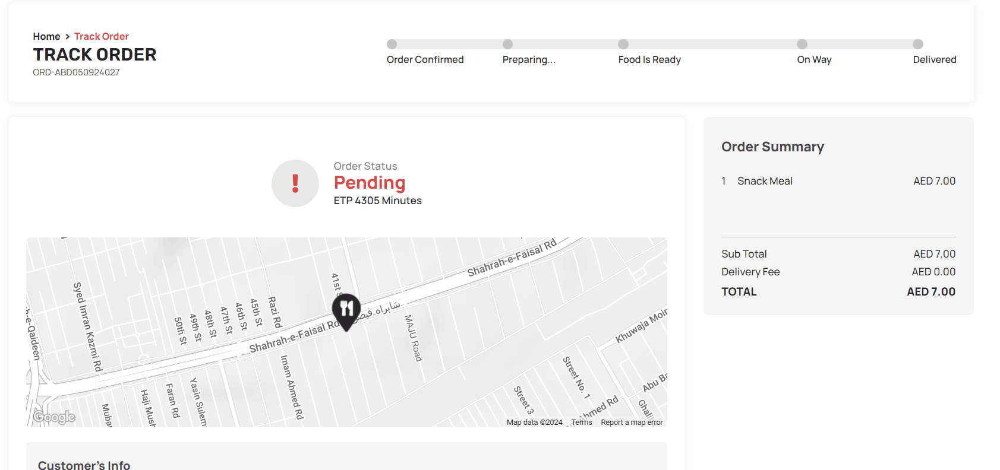 Home > Track Order
TRACK ORDER
ORD-ABD050924027
Order Confirmed
Preparing...
Food Is Ready
On Way
Delivered
Order Status
Pending
ETP 4305 Minutes
Shahrah-e-Faisal Rd
41st S
Syed Imran Kazmi Rd
50th St
49th St
48th St
47th St
46th St
45th St
Razi Rd
Shahrah-e-Faisal Rd
شاہراہ
MAJU Road
Khuwaja Moin
h-e-Qaideen
Imam Ahmed Rd
Street No. 1
Street 3
Abu Ba
Ahmed Rd
Ghali
Yasin Sulema
Faran Rd
Haji Mush
Mubar
Google
Map data ©2024 Terms Report a map error
Customer's Info
Order Summary
1 Snack Meal AED 7.00
Sub Total AED 7.00
Delivery Fee AED 0.00
TOTAL AED 7.00